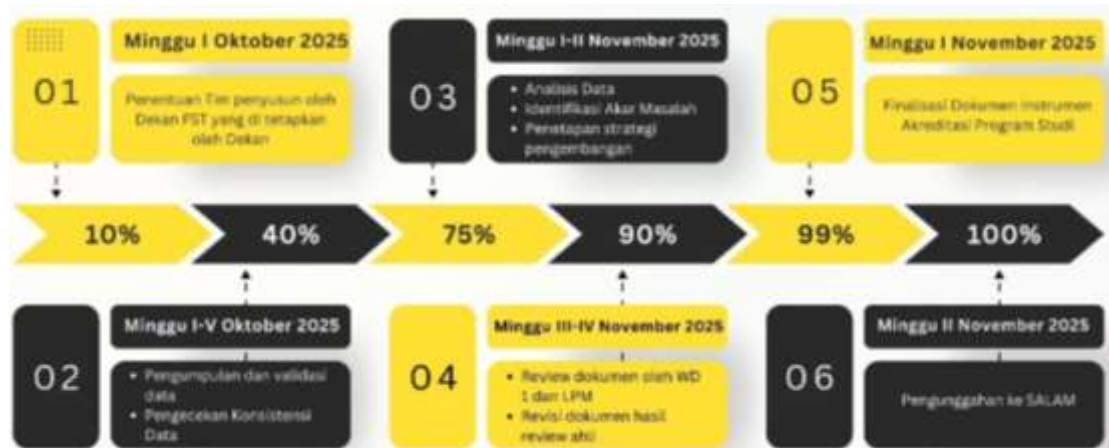 01
Minggu I Oktober 2025
Penentuan Tim penyusun oleh
Dekan FST yang di tetapkan
oleh Dekan
03
Minggu I-II November 2025
• Analisis Data
• Identifikasi Akar Masalah
• Penetapan strategi
pengembangan
05
Minggu I November 2025
Finalisasi Dokumen Instrumen
Akreditasi Program Studi
10%
40%
75%
90%
99%
100%
02
Minggu I-V Oktober 2025
• Pengumpulan dan validasi
data
• Pengecekan Konsistensi
Data
04
Minggu III-IV November 2025
• Review dokumen oleh WD
1 dan LPM
• Revisi dokumen hasil
review ahli
06
Minggu II November 2025
Pengunggahan ke SALAM